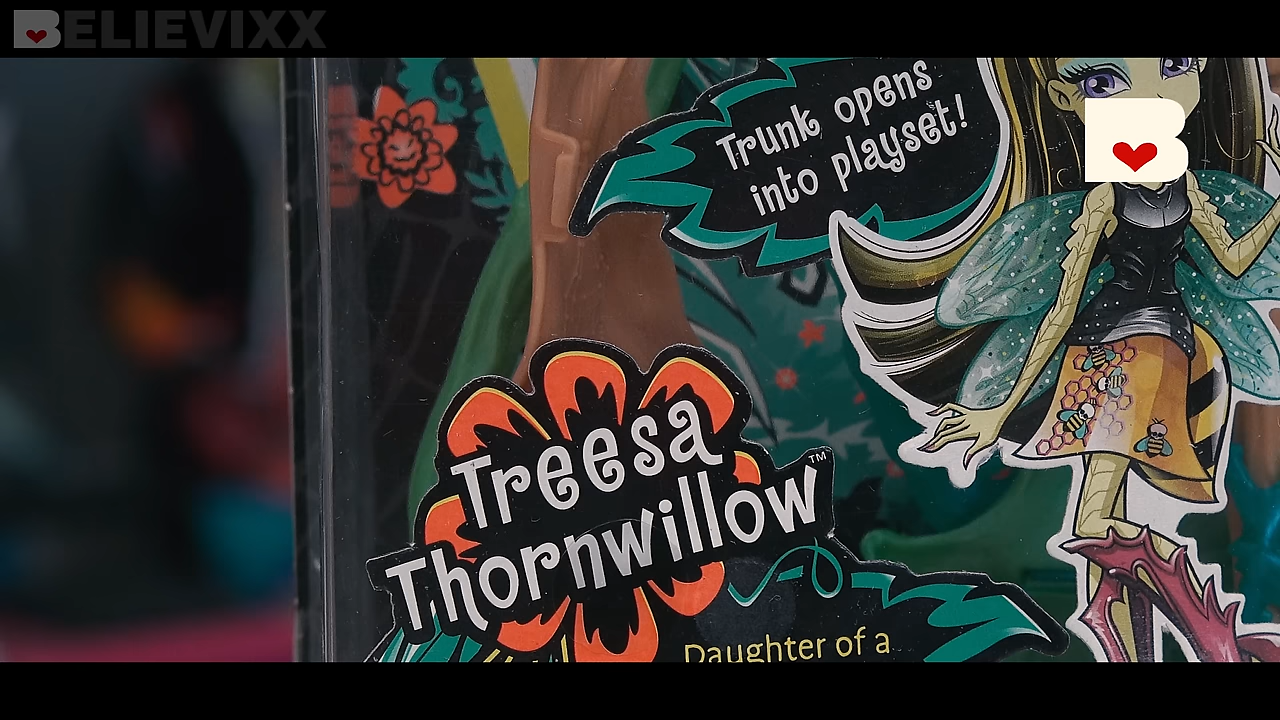 BELIEVIXX
Trunk opens
into playset!
B
Treesa
Thornwillow™
Daughter of a